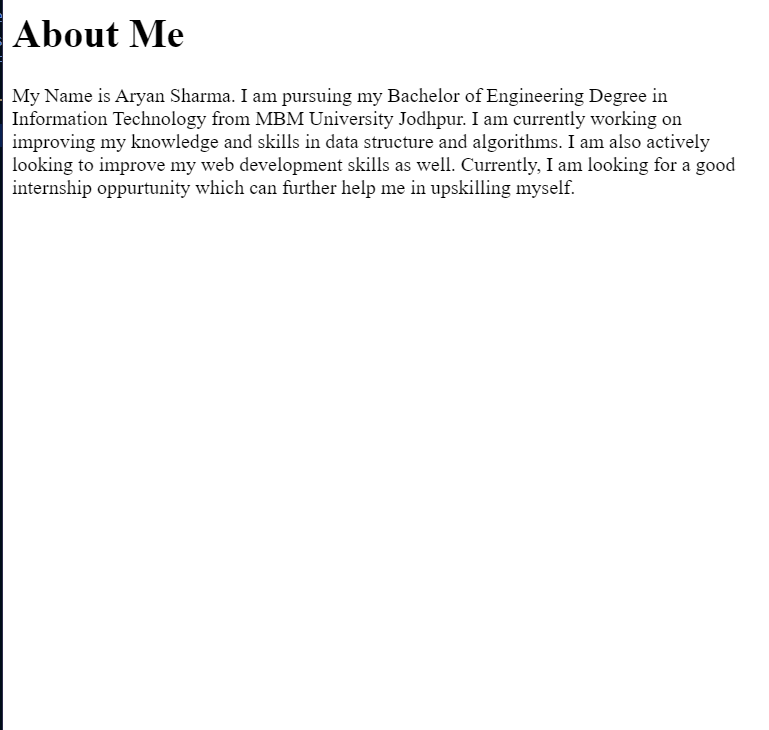 About Me
My Name is Aryan Sharma. I am pursuing my Bachelor of Engineering Degree in
Information Technology from MBM University Jodhpur. I am currently working on
improving my knowledge and skills in data structure and algorithms. I am also actively
looking to improve my web development skills as well. Currently, I am looking for a good
internship oppurtunity which can further help me in upskilling myself.